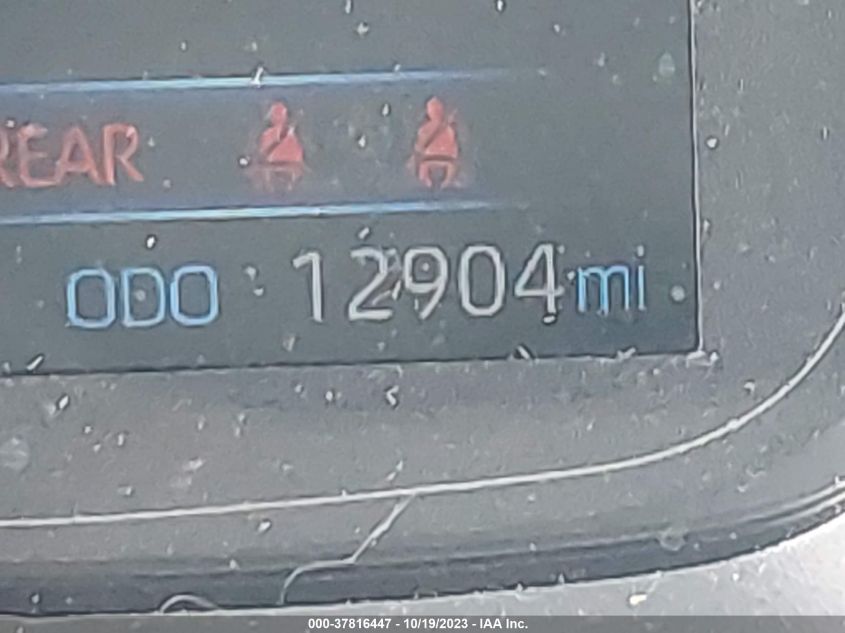 REAR
ODO 12904 mi
000-37816447 - 10/19/2023 - IAA Inc.